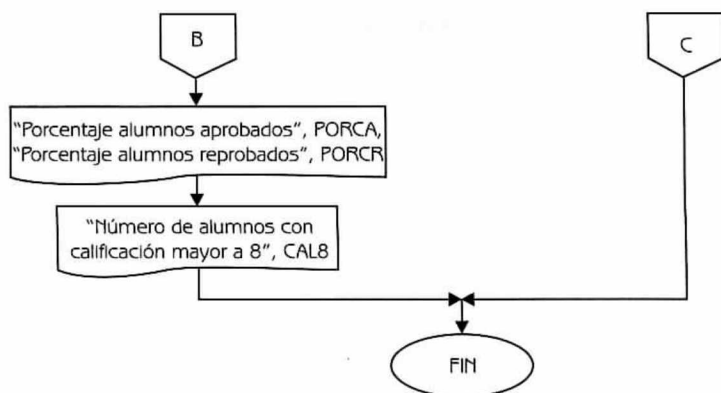 B
C
“Porcentaje alumnos aprobados”, PORCA,
“Porcentaje alumnos reprobados”, PORCR
“Número de alumnos con
calificación mayor a 8”, CAL8
FIN